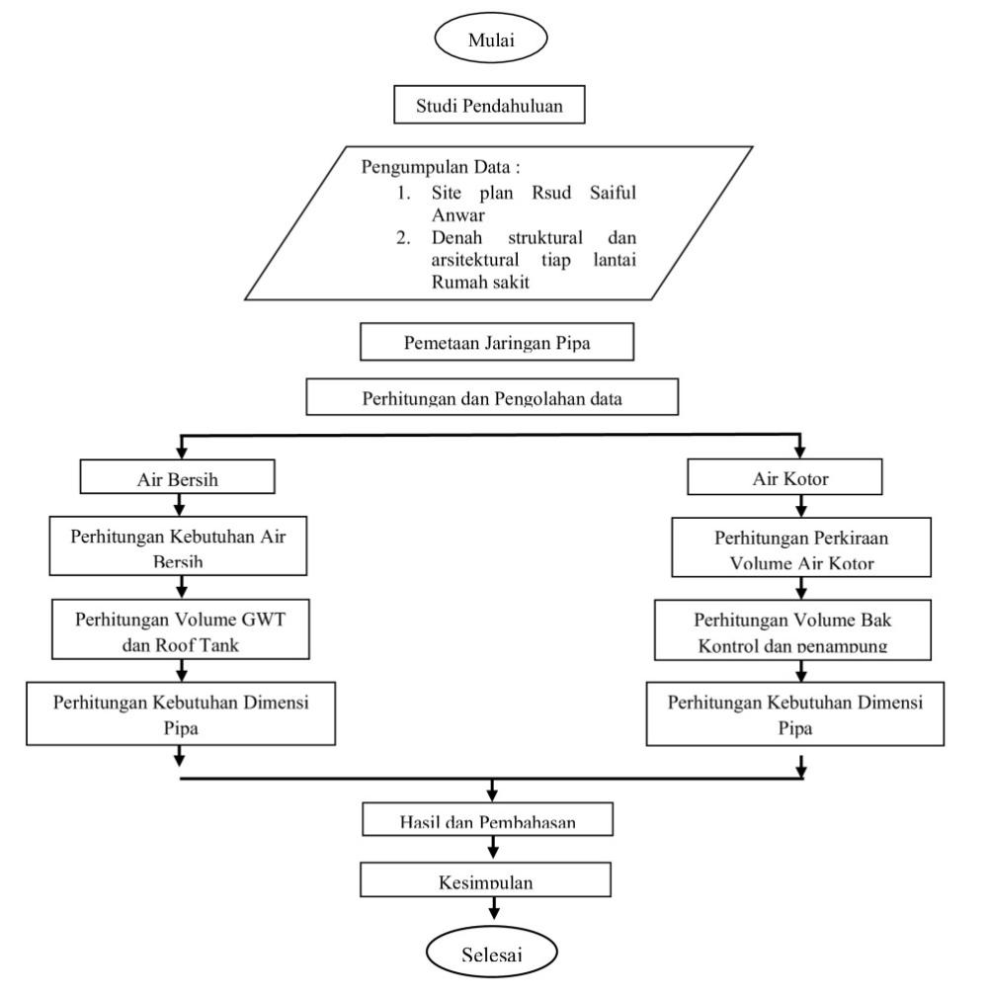 Mulai
Studi Pendahuluan
Pengumpulan Data :
1. Site plan Rsud Saiful
Anwar
2. Denah struktural dan
arsitektural tiap lantai
Rumah sakit
Pemetaan Jaringan Pipa
Perhitungan dan Pengolahan data
Air Bersih
Perhitungan Kebutuhan Air
Bersih
Perhitungan Volume GWT
dan Roof Tank
Perhitungan Kebutuhan Dimensi
Pipa
Air Kotor
Perhitungan Perkiraan
Volume Air Kotor
Perhitungan Volume Bak
Kontrol dan penampung
Perhitungan Kebutuhan Dimensi
Pipa
Hasil dan Pembahasan
Kesimpulan
Selesai